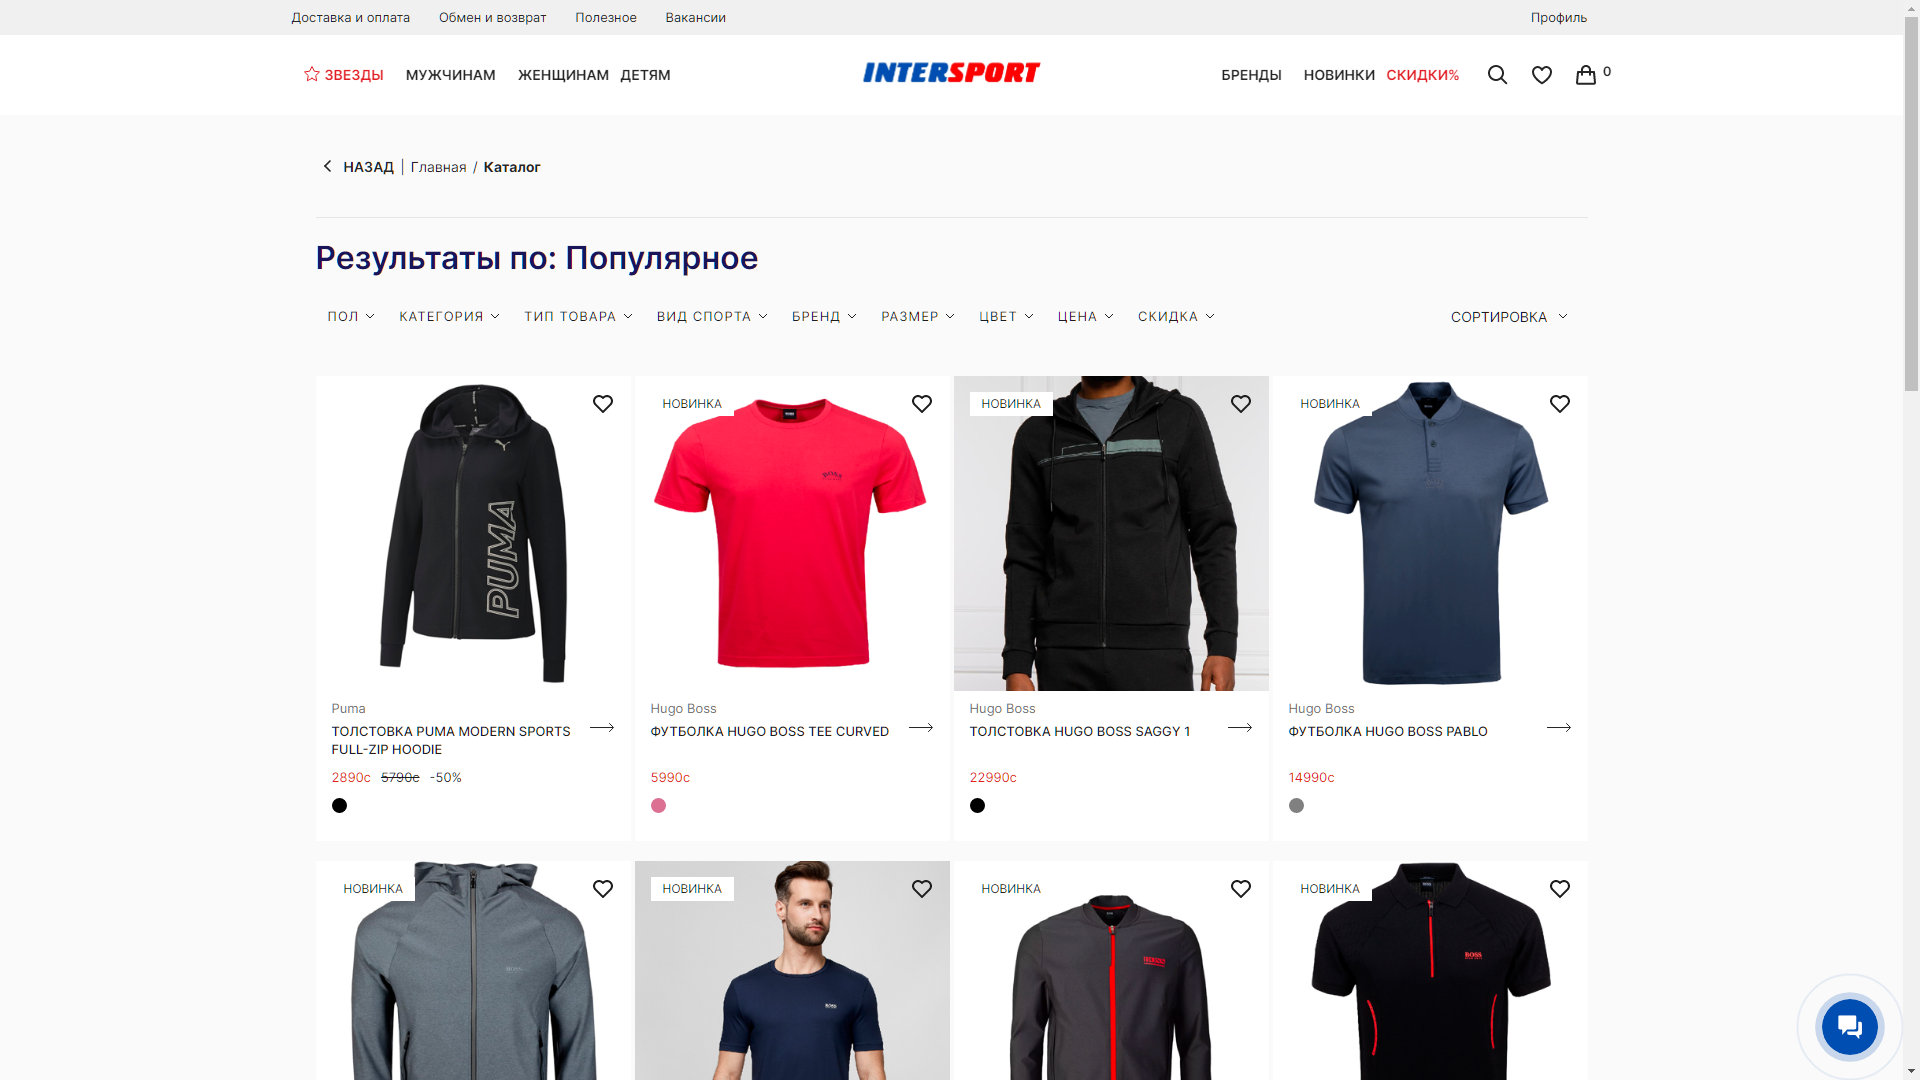 Доставка и оплата
Обмен и возврат
Полезное
Вакансии
Профиль
ЗВЕЗДЫ
МУЖЧИНАМ
ЖЕНЩИНАМ
ДЕТЯМ
INTERSPORT
БРЕНДЫ
НОВИНКИ
СКИДКИ%
0
НАЗАД | Главная / Каталог
Результаты по: Популярное
ПОЛ
КАТЕГОРИЯ
ТИП ТОВАРА
ВИД СПОРТА
БРЕНД
РАЗМЕР
ЦВЕТ
ЦЕНА
СКИДКА
СОРТИРОВКА
PUMA
Puma
ТОЛСТОВКА PUMA MODERN SPORTS
FULL-ZIP HOODIE
2890с 5790с -50%
НОВИНКА
BOSS
Hugo Boss
ФУТБОЛКА HUGO BOSS TEE CURVED
5990с
НОВИНКА
Hugo Boss
ТОЛСТОВКА HUGO BOSS SAGGY 1
22990с
НОВИНКА
Hugo Boss
ФУТБОЛКА HUGO BOSS PABLO
14990с
НОВИНКА
BOSS
НОВИНКА
BOSS
НОВИНКА
НОВИНКА
BOSS